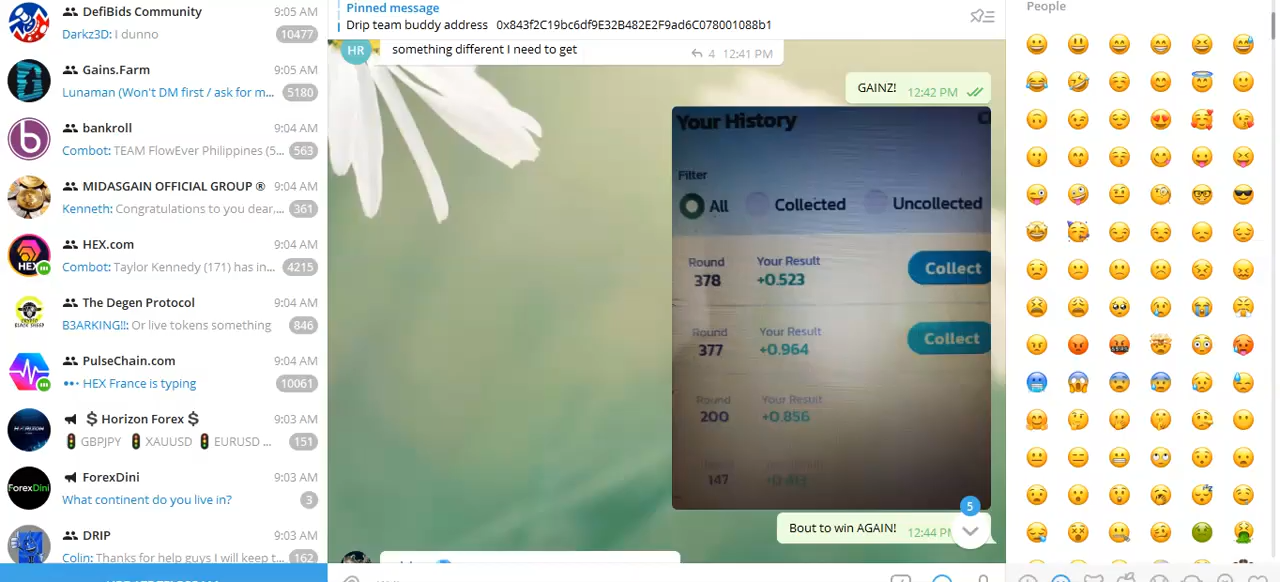 DefiBids Community 9:05 AM
Darkz3D: I dunno 10477
Gains.Farm 9:05 AM
Lunaman (Won't DM first / ask for m... 5180
bankroll 9:04 AM
Combot: TEAM FlowEver Philippines (5... 563
MIDASGAIN OFFICIAL GROUP ® 9:04 AM
Kenneth: Congratulations to you dear,... 361
HEX.com 9:04 AM
Combot: Taylor Kennedy (171) has in... 4215
HEX
The Degen Protocol 9:04 AM
B3ARKING!!: Or live tokens something 846
PulseChain.com 9:04 AM
HEX France is typing 10061
$ Horizon Forex $ 9:03 AM
GBPJPY XAUUSD EURUSD ... 151
ForexDini 9:03 AM
ForexDini
What continent do you live in? 3
DRIP 9:03 AM
Colin: Thanks for help guys I will keep t... 162
Pinned message
Drip team buddy address 0x843f2C19bc6df9E32B482E2F9ad6C078001088b1
HR
something different I need to get
4 12:41 PM
GAINZ! 12:42 PM
Your History
Filter
All Collected Uncollected
Round Your Result
378 +0.523 Collect
Round Your Result
377 +0.964 Collect
Round Your Result
200 +0.856
147 +0.413
5
Bout to win AGAIN! 12:44 PM
People